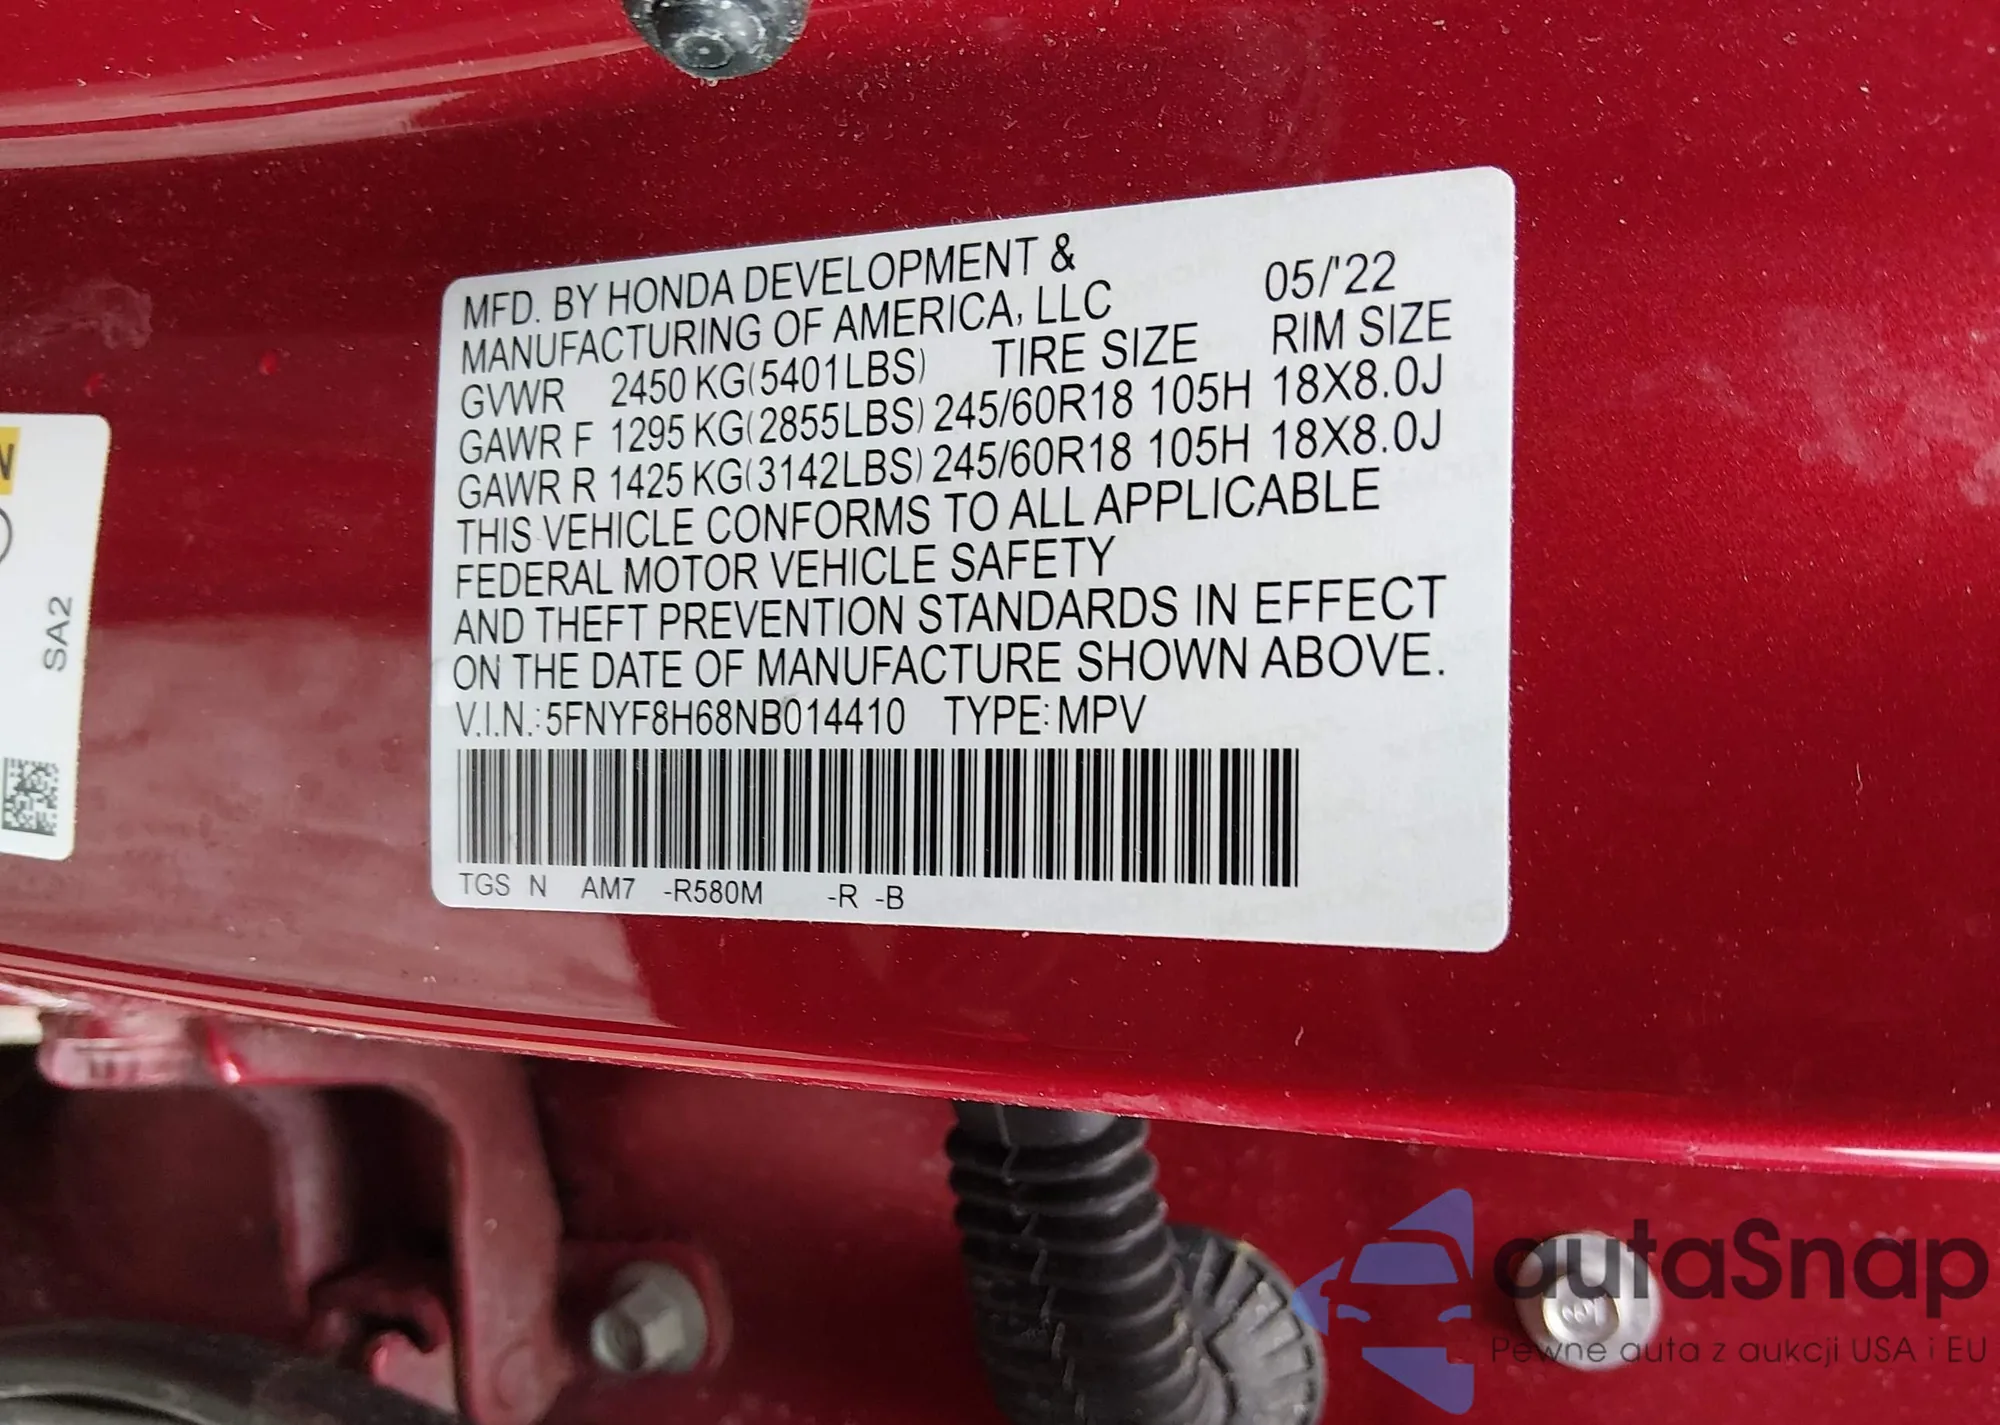 MFD. BY HONDA DEVELOPMENT & 05/'22
MANUFACTURING OF AMERICA, LLC
TIRE SIZE RIM SIZE
GVWR 2450 KG(5401LBS)
GAWR F 1295 KG(2855LBS) 245/60R18 105H 18X8.0J
GAWR R 1425 KG(3142LBS) 245/60R18 105H 18X8.0J
THIS VEHICLE CONFORMS TO ALL APPLICABLE
FEDERAL MOTOR VEHICLE SAFETY
AND THEFT PREVENTION STANDARDS IN EFFECT
ON THE DATE OF MANUFACTURE SHOWN ABOVE.
V.I.N.: 5FNYF8H68NB014410 TYPE: MPV
TGS N AM7 -R580M -R -B
SA2
autaSnap
Pewne auta z aukcji USA i EU